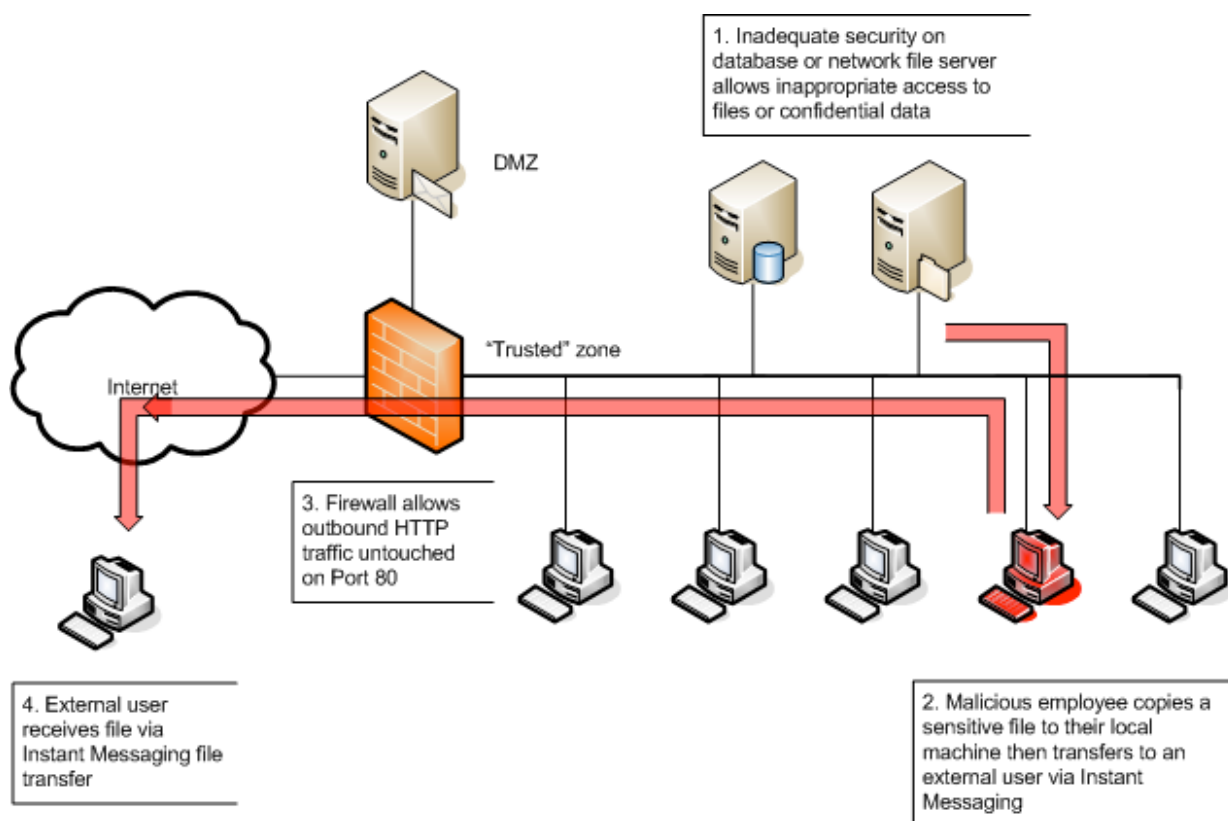 1. Inadequate security on
database or network file server
allows inappropriate access to
files or confidential data
DMZ
"Trusted" zone
Internet
3. Firewall allows
outbound HTTP
traffic untouched
on Port 80
4. External user
receives file via
Instant Messaging file
transfer
2. Malicious employee copies a
sensitive file to their local
machine then transfers to an
external user via Instant
Messaging